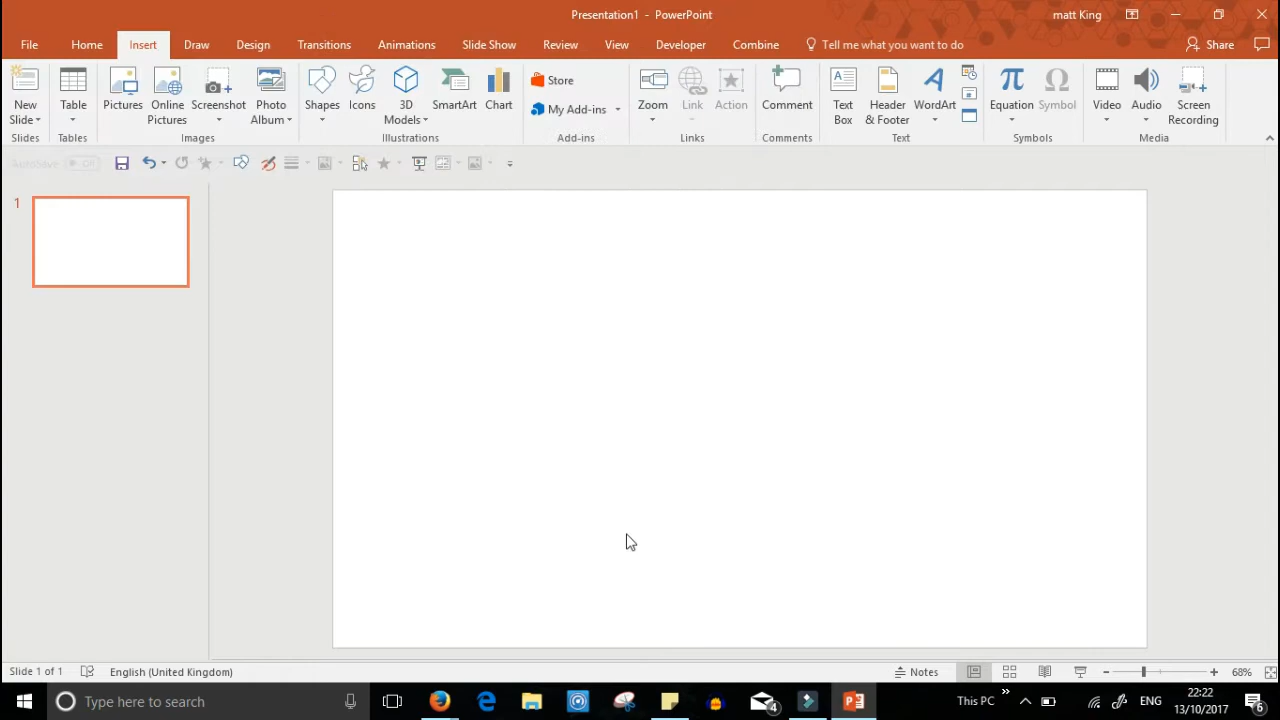 Presentation1 - PowerPoint
matt King
File Home Insert Draw Design Transitions Animations Slide Show Review View Developer Combine Tell me what you want to do Share
New Slide
Table
Pictures
Online Pictures
Screenshot
Photo Album
Shapes
Icons
3D Models
SmartArt
Chart
Store
My Add-ins
Zoom
Link
Action
Comment
Text Box
Header & Footer
WordArt
Equation
Symbol
Video
Audio
Screen Recording
Slides Tables Images Illustrations Add-ins Links Comments Text Symbols Media
AutoSave Off
1
Slide 1 of 1 English (United Kingdom) Notes 68%
Type here to search
4
This PC
ENG
22:22
13/10/2017
6